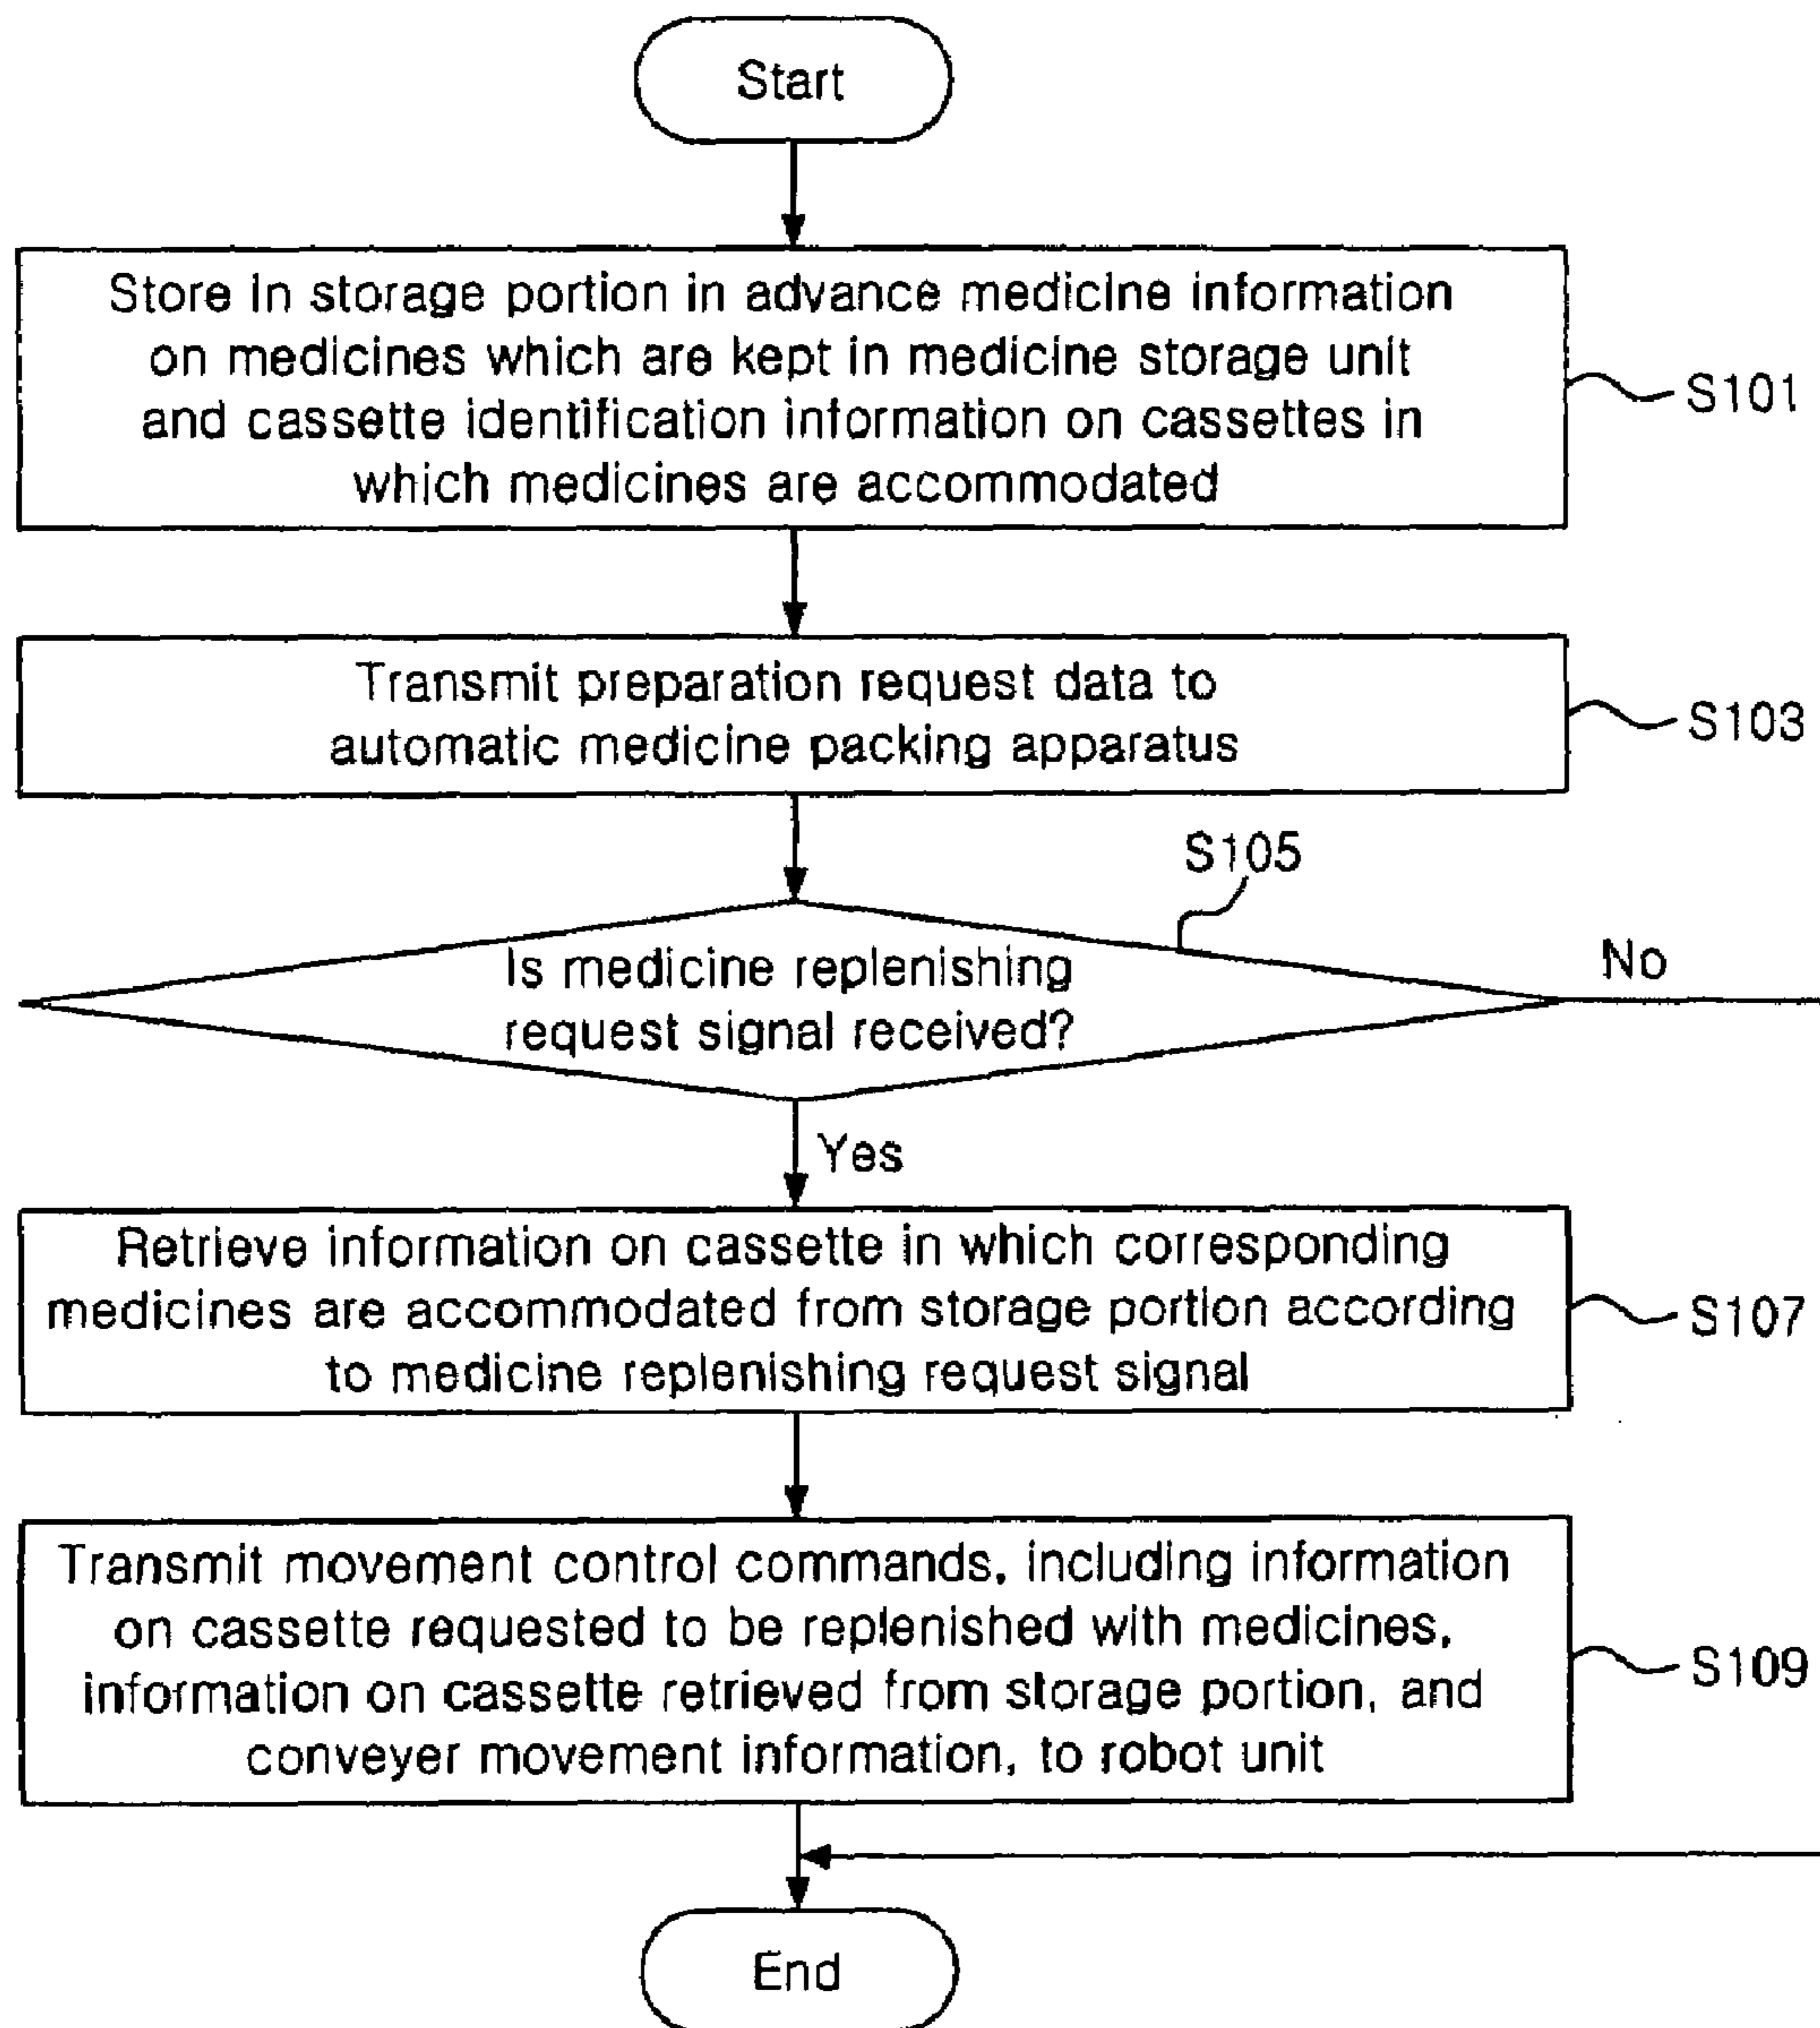 Start
Store in storage portion in advance medicine information
on medicines which are kept in medicine storage unit
and cassette identification information on cassettes in
which medicines are accommodated
S101
Transmit preparation request data to
automatic medicine packing apparatus
S103
S105
Is medicine replenishing
request signal received?
No
Yes
Retrieve information on cassette in which corresponding
medicines are accommodated from storage portion according
to medicine replenishing request signal
S107
Transmit movement control commands, including information
on cassette requested to be replenished with medicines,
information on cassette retrieved from storage portion, and
conveyer movement information, to robot unit
S109
End